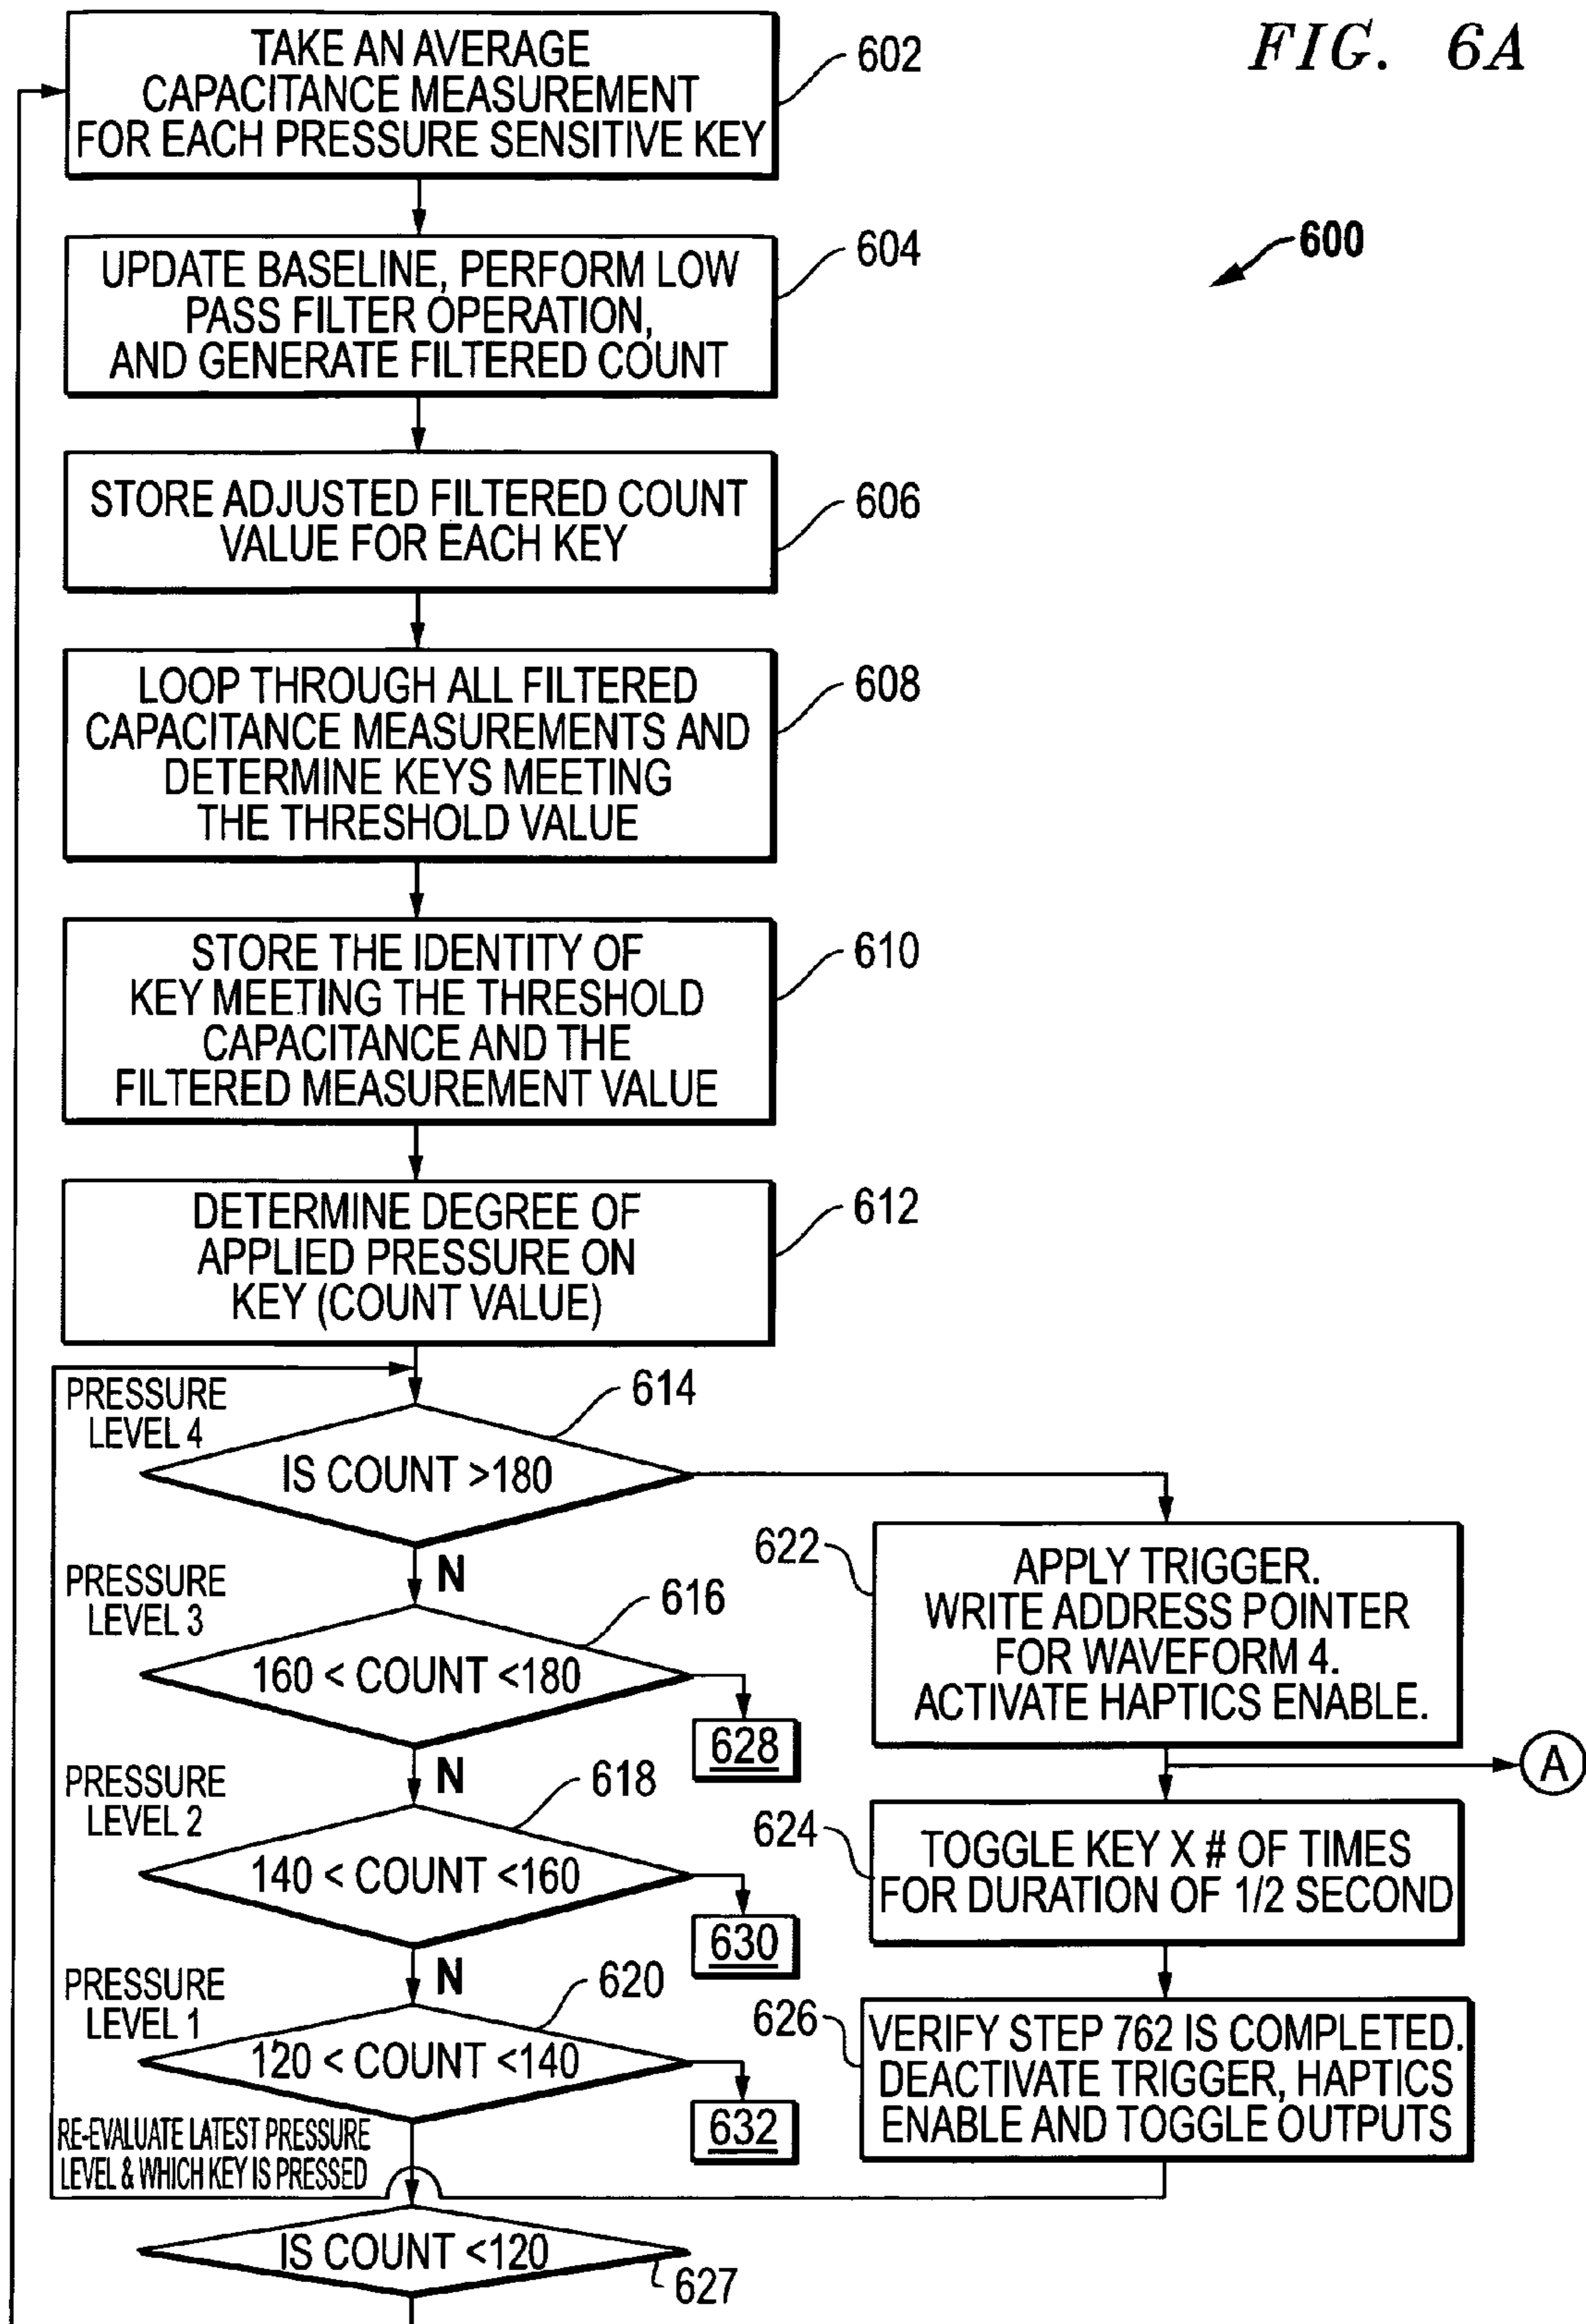 FIG. 6A
600
TAKE AN AVERAGE
CAPACITANCE MEASUREMENT
FOR EACH PRESSURE SENSITIVE KEY
602
UPDATE BASELINE, PERFORM LOW
PASS FILTER OPERATION,
AND GENERATE FILTERED COUNT
604
STORE ADJUSTED FILTERED COUNT
VALUE FOR EACH KEY
606
LOOP THROUGH ALL FILTERED
CAPACITANCE MEASUREMENTS AND
DETERMINE KEYS MEETING
THE THRESHOLD VALUE
608
STORE THE IDENTITY OF
KEY MEETING THE THRESHOLD
CAPACITANCE AND THE
FILTERED MEASUREMENT VALUE
610
DETERMINE DEGREE OF
APPLIED PRESSURE ON
KEY (COUNT VALUE)
612
PRESSURE
LEVEL 4
614
IS COUNT >180
N
PRESSURE
LEVEL 3
616
160 < COUNT <180
628
N
PRESSURE
LEVEL 2
618
140 < COUNT <160
630
N
PRESSURE
LEVEL 1
620
120 < COUNT <140
632
622
APPLY TRIGGER.
WRITE ADDRESS POINTER
FOR WAVEFORM 4.
ACTIVATE HAPTICS ENABLE.
A
624
TOGGLE KEY X # OF TIMES
FOR DURATION OF 1/2 SECOND
626
VERIFY STEP 762 IS COMPLETED.
DEACTIVATE TRIGGER, HAPTICS
ENABLE AND TOGGLE OUTPUTS
RE-EVALUATE LATEST PRESSURE
LEVEL & WHICH KEY IS PRESSED
IS COUNT <120
627